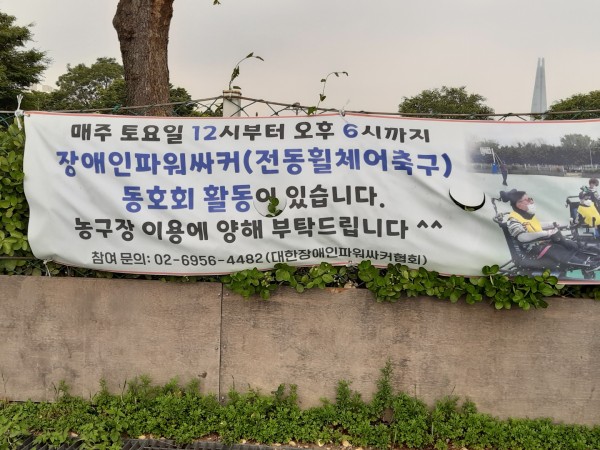 매주 토요일 12시부터 오후 6시까지
장애인파워싸커(전동휠체어축구)
동호회 활동이 있습니다.
농구장 이용에 양해 부탁드립니다 ^^
참여 문의: 02-6956-4482(대한장애인파워싸커협회)